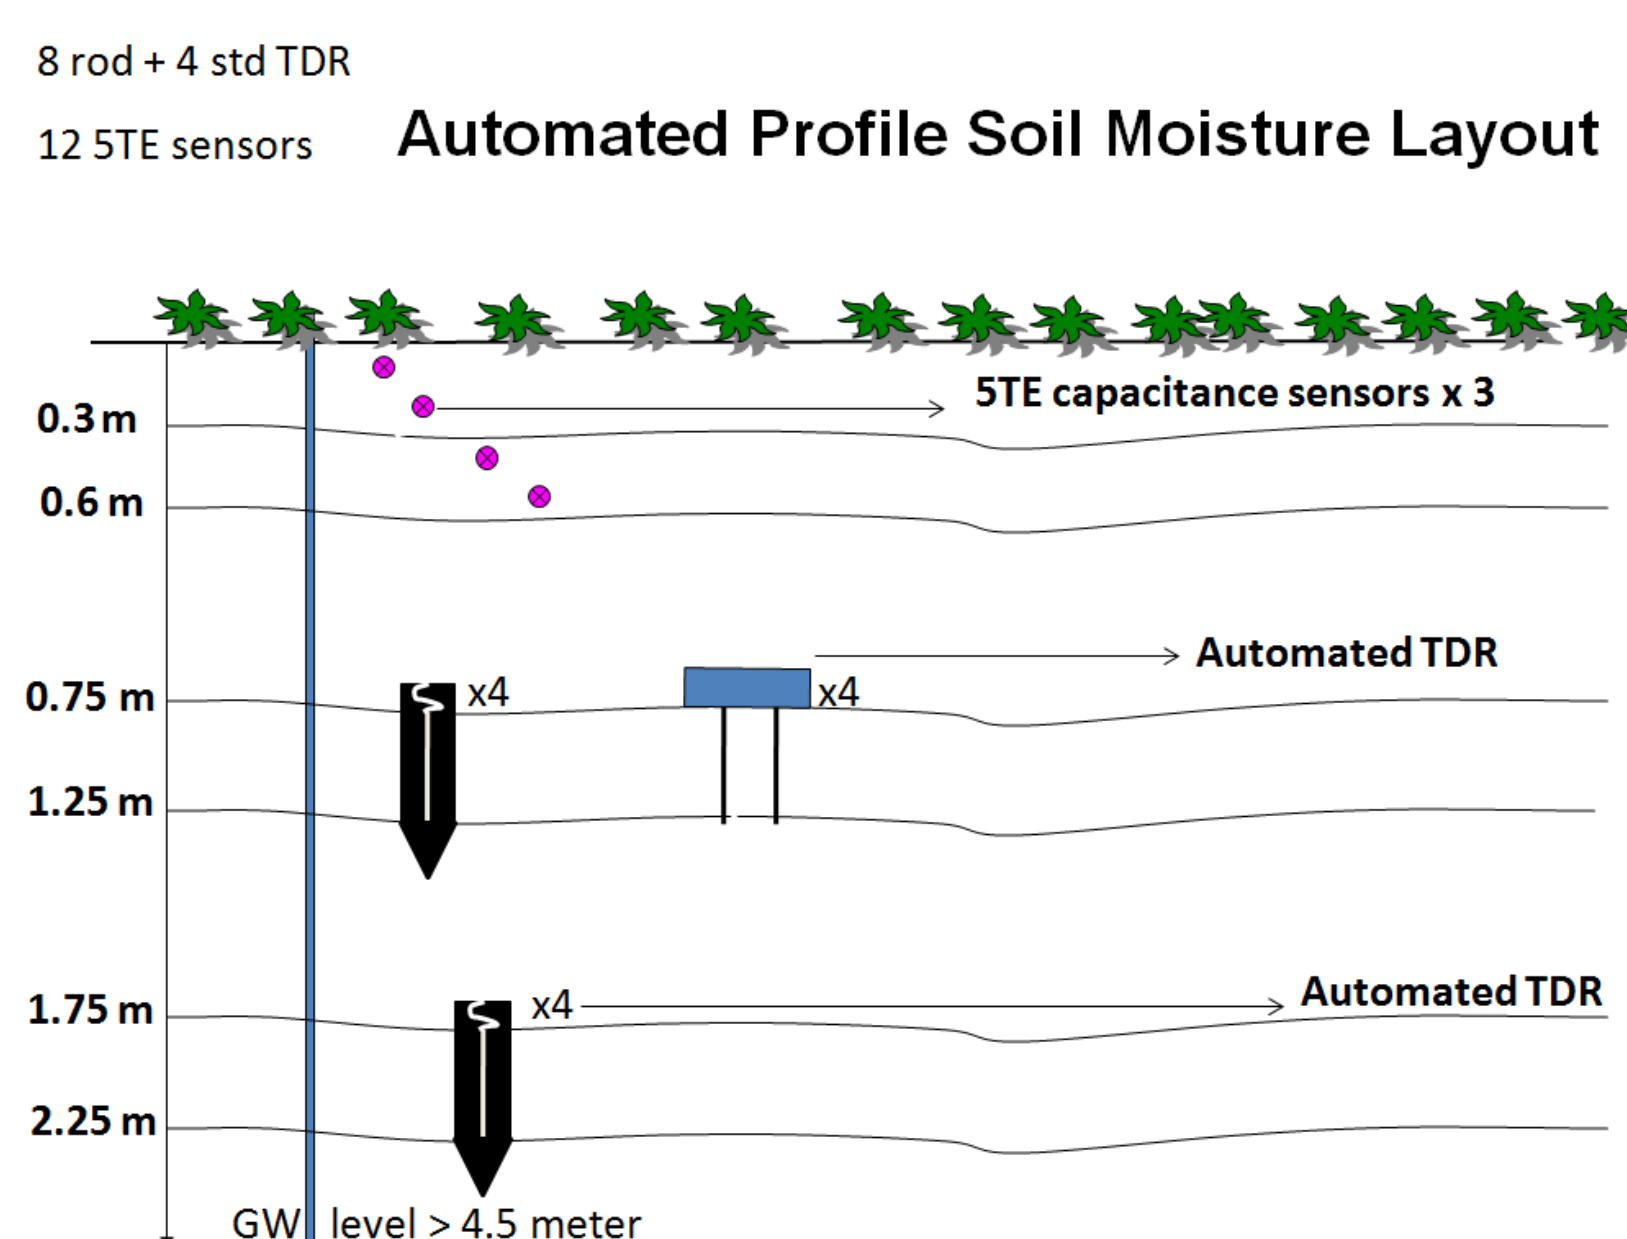 8 rod + 4 std TDR
12 5TE sensors
Automated Profile Soil Moisture Layout
5TE capacitance sensors x 3
0.3 m
0.6 m
Automated TDR
0.75 m
x4
x4
1.25 m
Automated TDR
1.75 m
x4
2.25 m
GW level > 4.5 meter